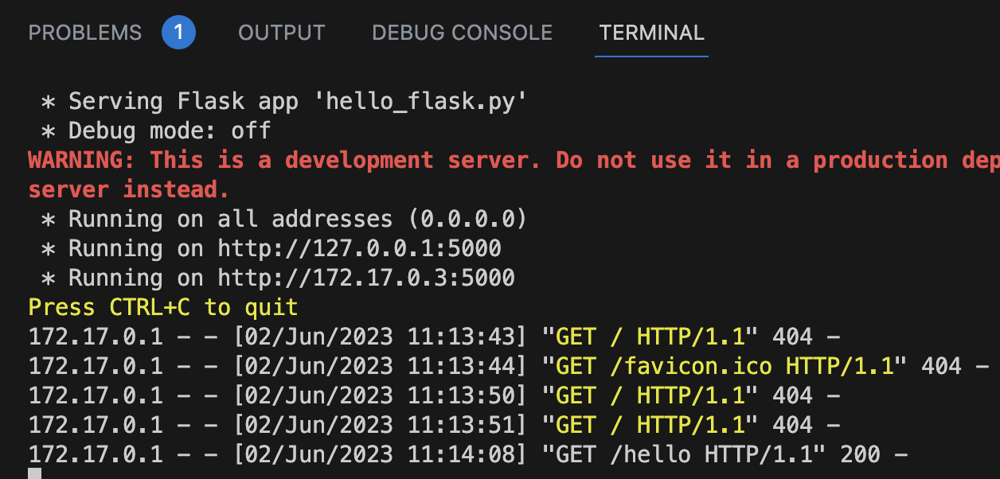 PROBLEMS 1 OUTPUT DEBUG CONSOLE TERMINAL
* Serving Flask app 'hello_flask.py'
* Debug mode: off
WARNING: This is a development server. Do not use it in a production dep
server instead.
* Running on all addresses (0.0.0.0)
* Running on http://127.0.0.1:5000
* Running on http://172.17.0.3:5000
Press CTRL+C to quit
172.17.0.1 - - [02/Jun/2023 11:13:43] "GET / HTTP/1.1" 404 -
172.17.0.1 - - [02/Jun/2023 11:13:44] "GET /favicon.ico HTTP/1.1" 404 -
172.17.0.1 - - [02/Jun/2023 11:13:50] "GET / HTTP/1.1" 404 -
172.17.0.1 - - [02/Jun/2023 11:13:51] "GET / HTTP/1.1" 404 -
172.17.0.1 - - [02/Jun/2023 11:14:08] "GET /hello HTTP/1.1" 200 -